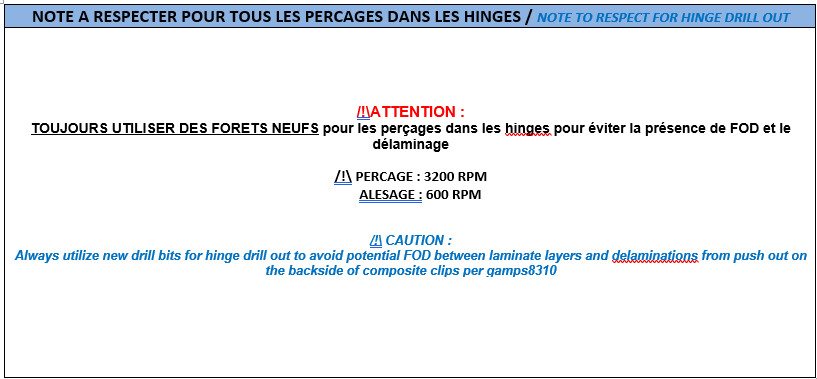 NOTE A RESPECTER POUR TOUS LES PERCAGES DANS LES HINGES / NOTE TO RESPECT FOR HINGE DRILL OUT
/!\ATTENTION :
TOUJOURS UTILISER DES FORETS NEUFS pour les perçages dans les hinges pour éviter la présence de FOD et le
délaminage
/!\ PERCAGE : 3200 RPM
ALESAGE : 600 RPM
/!\ CAUTION :
Always utilize new drill bits for hinge drill out to avoid potential FOD between laminate layers and delaminations from push out on
the backside of composite clips per gamps8310